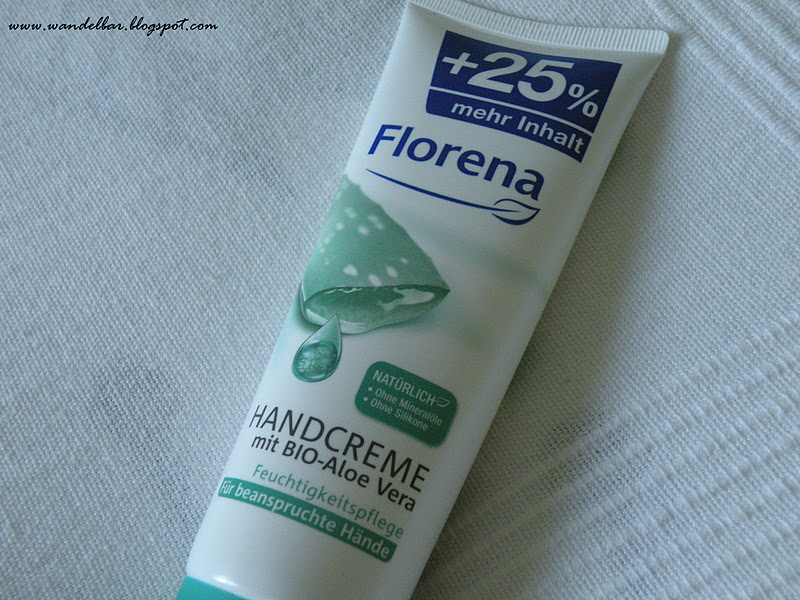 www.wandelbar.blogspot.com
+25%
mehr Inhalt
Florena
NATÜRLICH
• Ohne Mineralöle
• Ohne Silikone
HANDCREME
mit BIO-Aloe Vera
Feuchtigkeitspflege
Für beanspruchte Hände